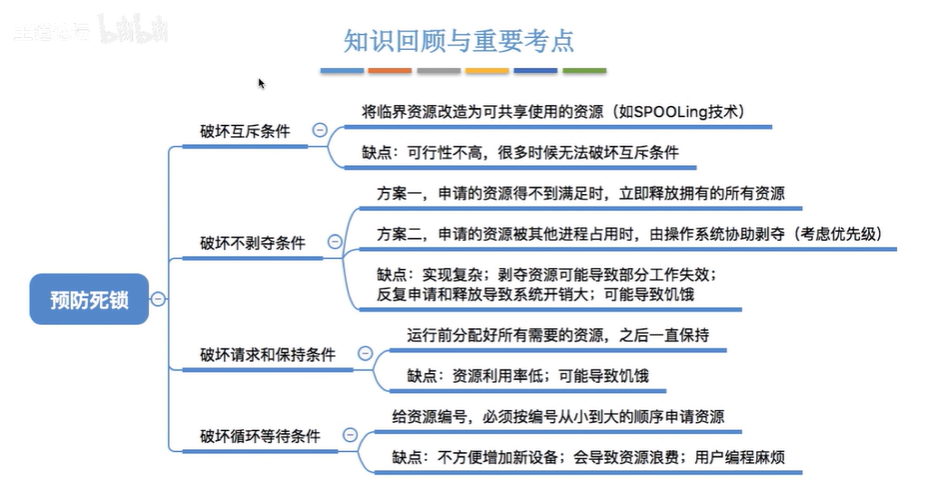 王道论坛 bilibili
知识回顾与重要考点
破坏互斥条件
将临界资源改造为可共享使用的资源（如SPOOLing技术）
缺点：可行性不高，很多时候无法破坏互斥条件
破坏不剥夺条件
方案一，申请的资源得不到满足时，立即释放拥有的所有资源
方案二，申请的资源被其他进程占用时，由操作系统协助剥夺（考虑优先级）
缺点：实现复杂；剥夺资源可能导致部分工作失效；
反复申请和释放导致系统开销大；可能导致饥饿
预防死锁
破坏请求和保持条件
运行前分配好所有需要的资源，之后一直保持
缺点：资源利用率低；可能导致饥饿
破坏循环等待条件
给资源编号，必须按编号从小到大的顺序申请资源
缺点：不方便增加新设备；会导致资源浪费；用户编程麻烦